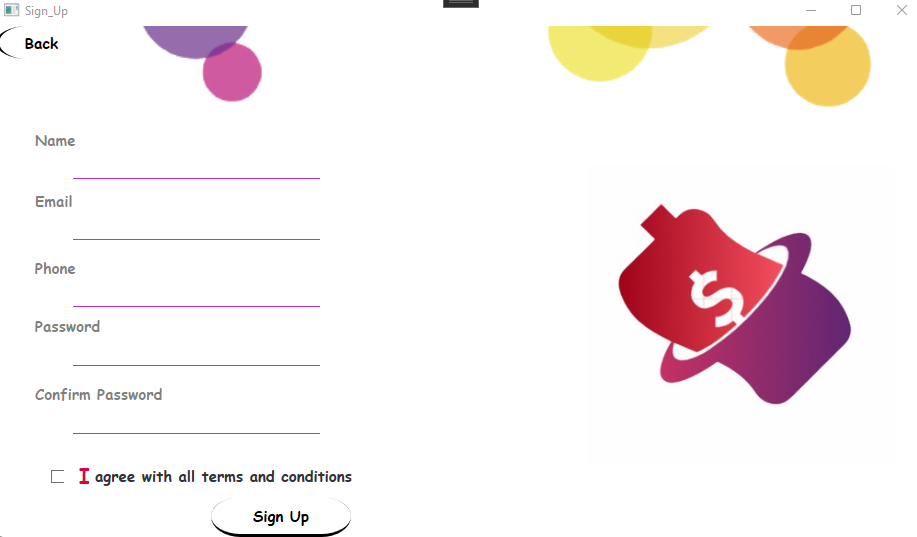 Sign_Up
Back
Name
Email
Phone
Password
Confirm Password
I agree with all terms and conditions
Sign Up
$